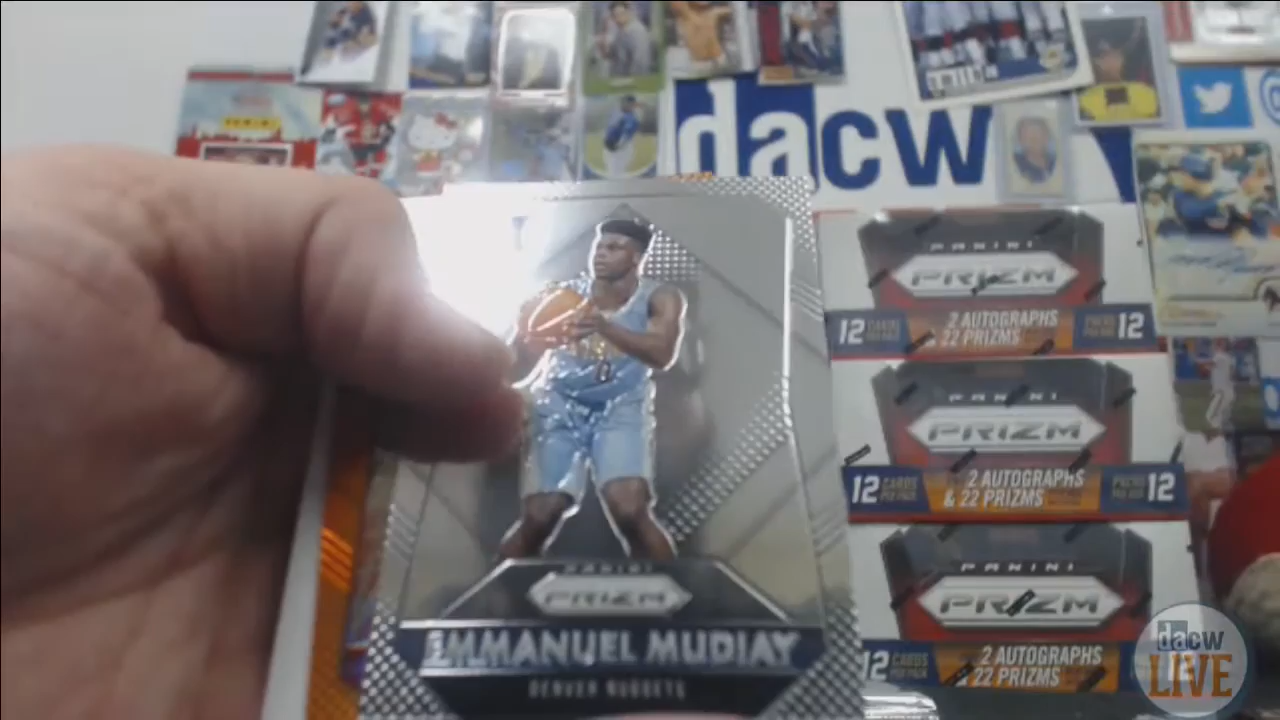 PANINI
dacw
PANINI
PRIZM
12 CARDS PER PACK
2 AUTOGRAPHS
& 22 PRIZMS
PACKS PER BOX 12
PANINI
PRIZM
12 CARDS PER PACK
2 AUTOGRAPHS
& 22 PRIZMS
PACKS PER BOX 12
PANINI
PRIZM
12 CARDS PER PACK
2 AUTOGRAPHS
& 22 PRIZMS
PANINI
PRIZM
EMMANUEL MUDIAY
DENVER NUGGETS
0
dacw
LIVE